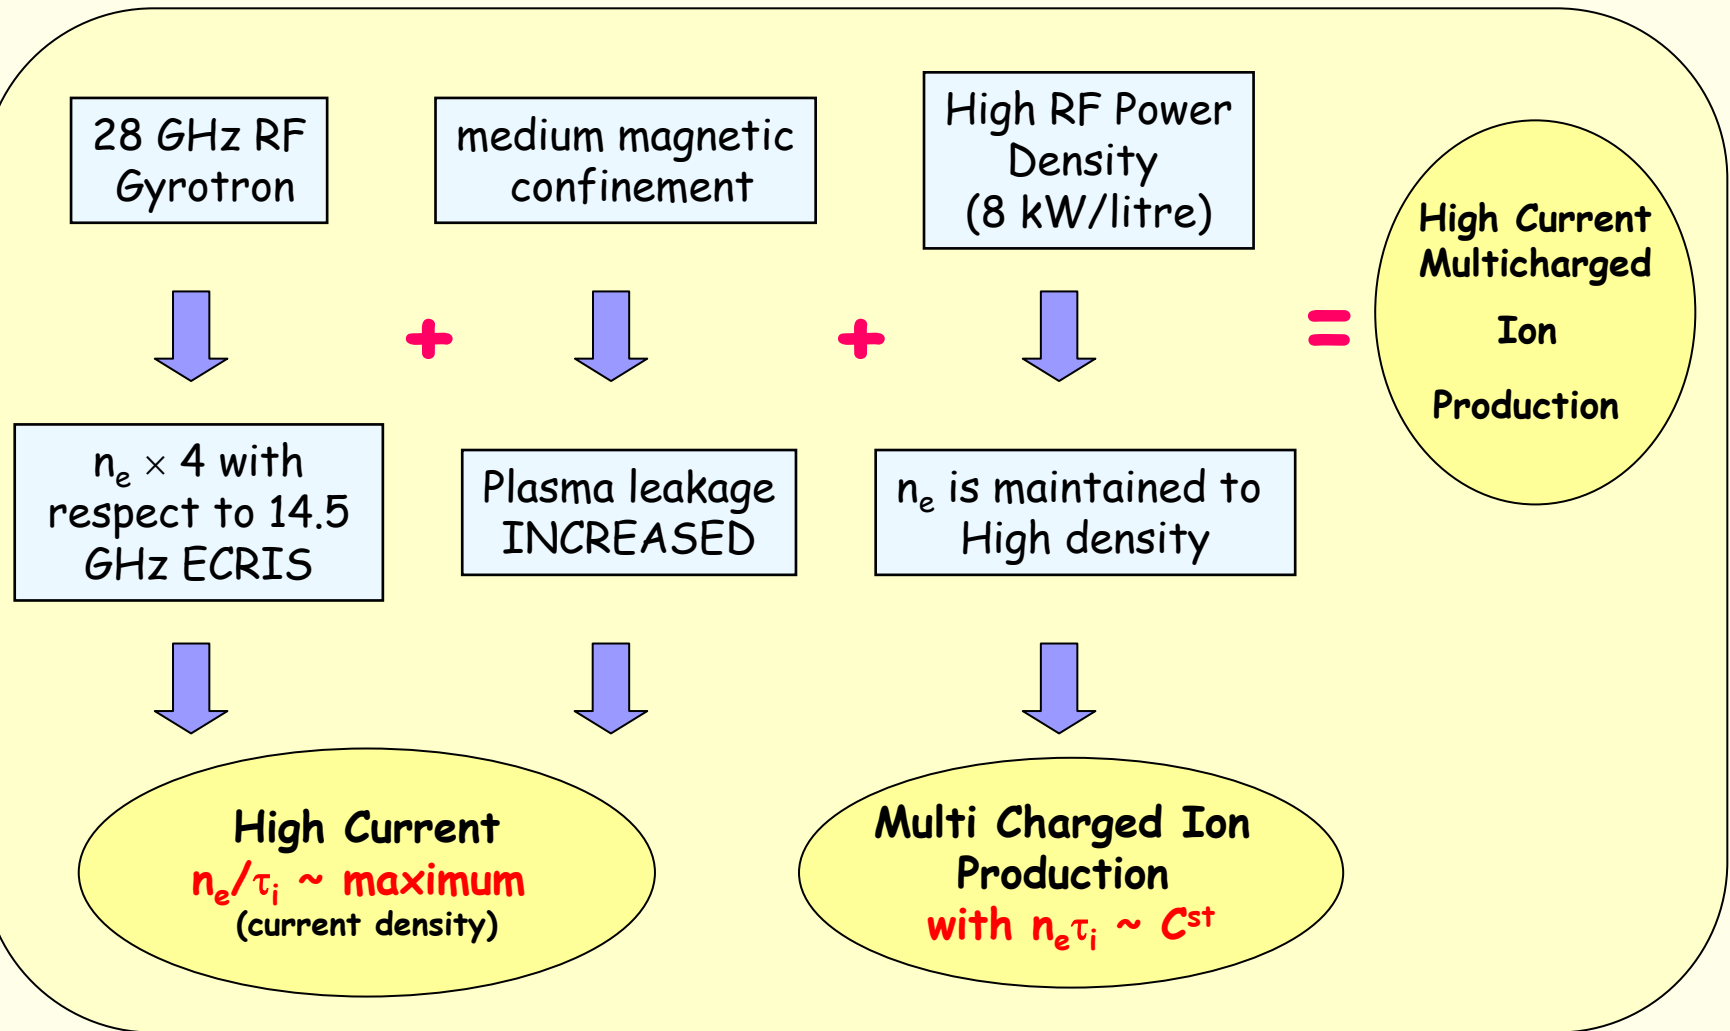 28 GHz RF
Gyrotron
medium magnetic
confinement
High RF Power
Density
(8 kW/litre)
High Current
Multicharged
Ion
Production
+
+
=
nₑ × 4 with
respect to 14.5
GHz ECRIS
Plasma leakage
INCREASED
nₑ is maintained to
High density
High Current
nₑ/τᵢ ~ maximum
(current density)
Multi Charged Ion
Production
with nₑτᵢ ~ Cˢᵗ